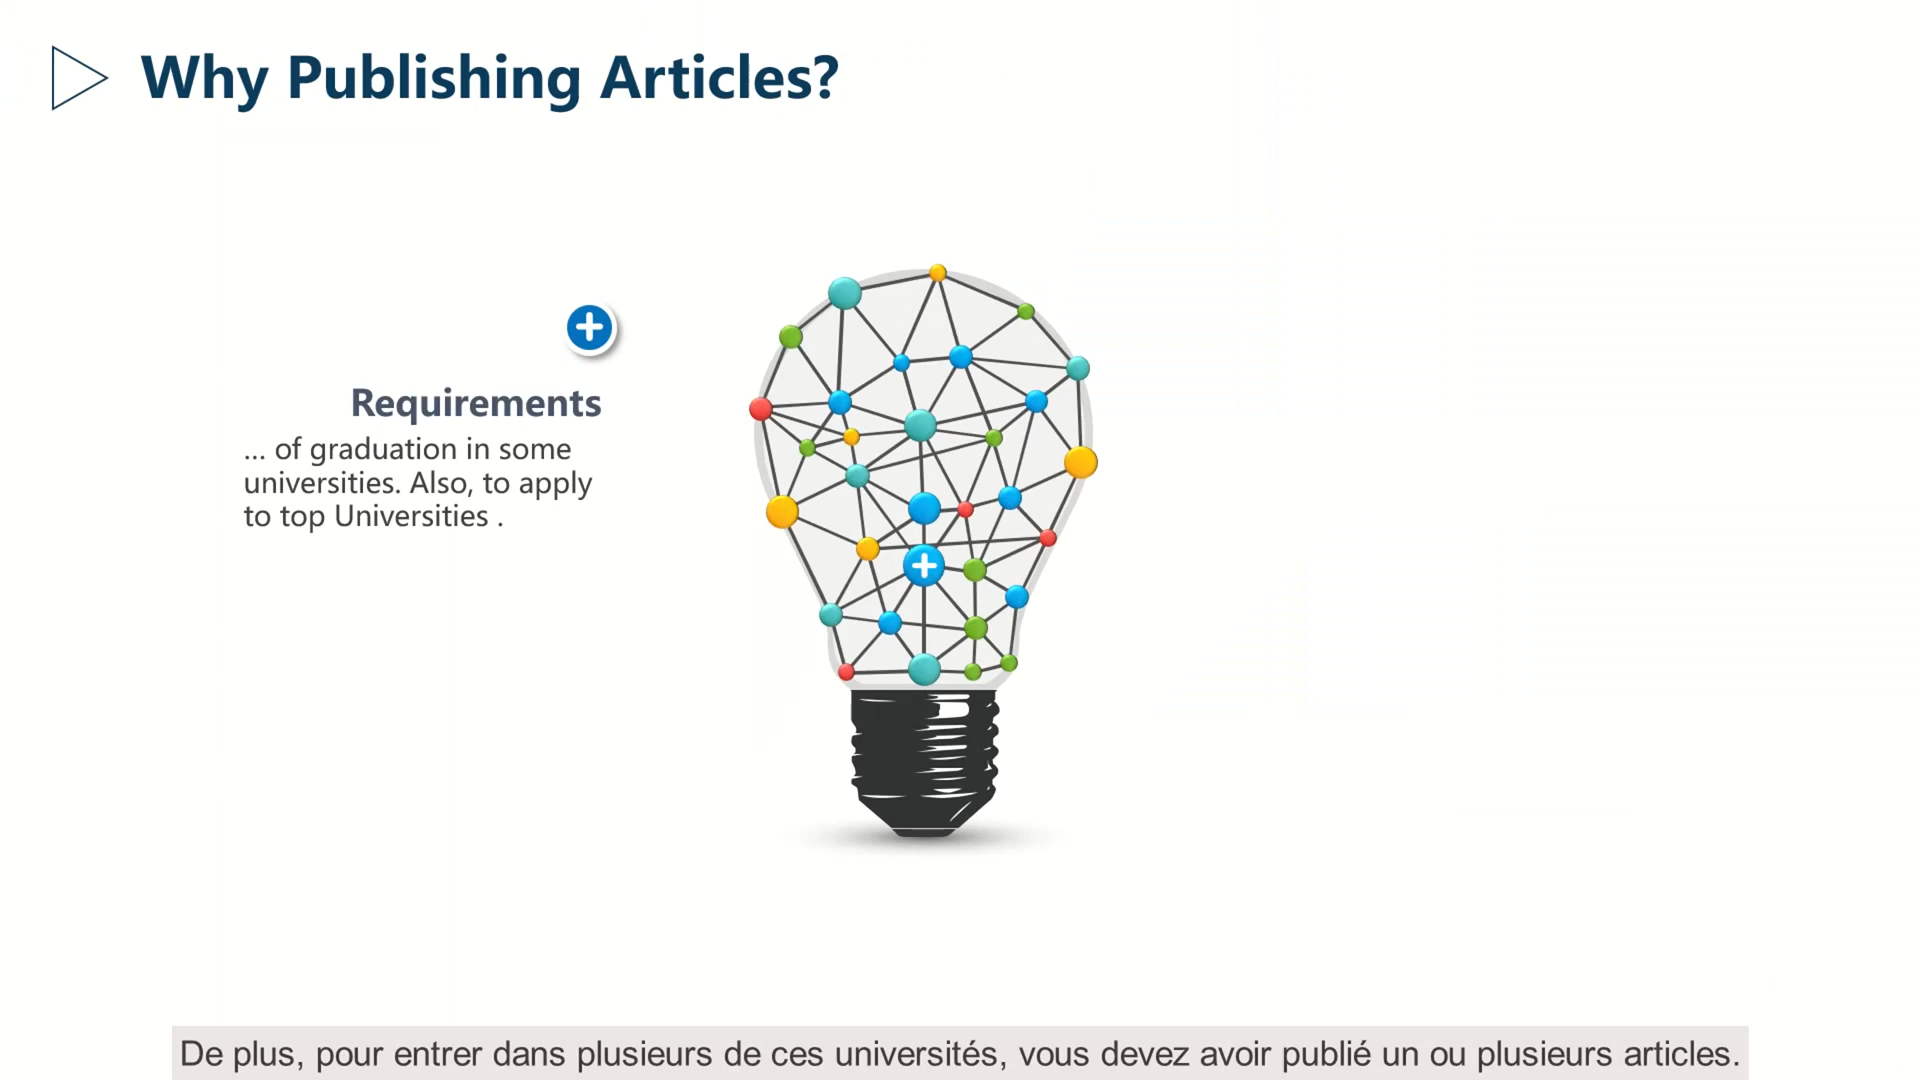 Why Publishing Articles?
Requirements
... of graduation in some
universities. Also, to apply
to top Universities .
De plus, pour entrer dans plusieurs de ces universités, vous devez avoir publié un ou plusieurs articles.